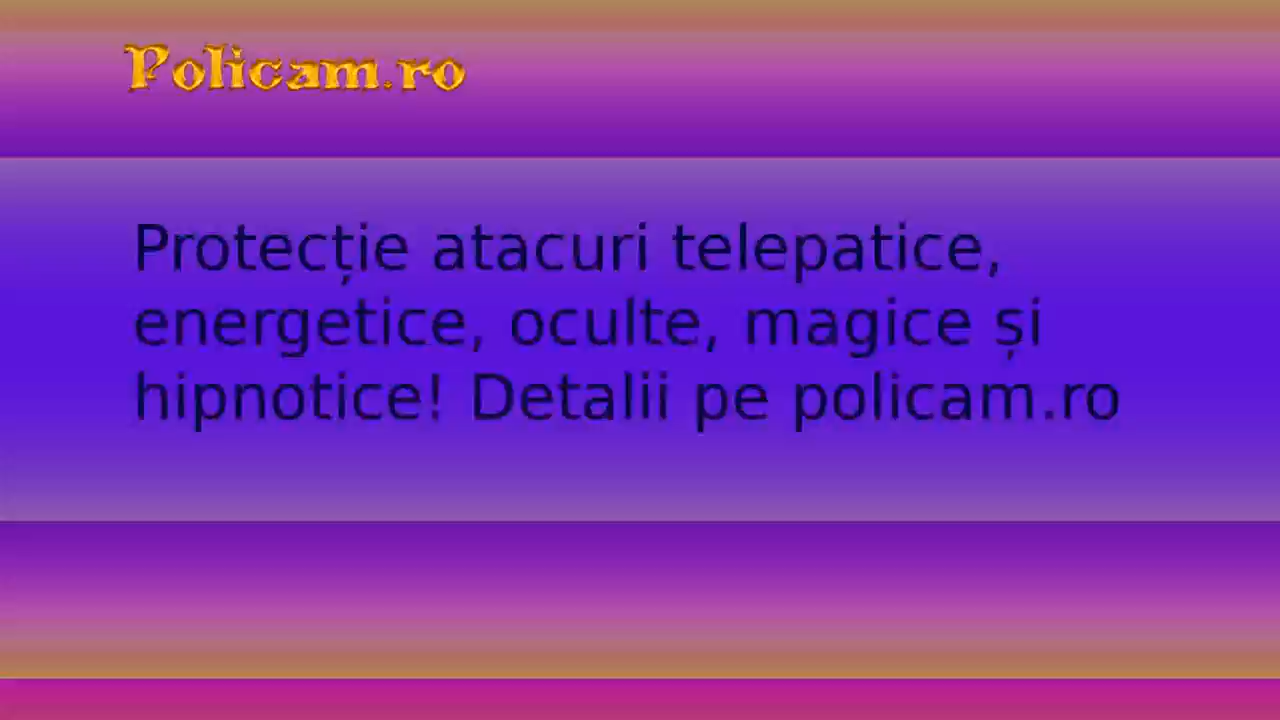 Policam.ro
Protecție atacuri telepatice,
energetice, oculte, magice și
hipnotice! Detalii pe policam.ro